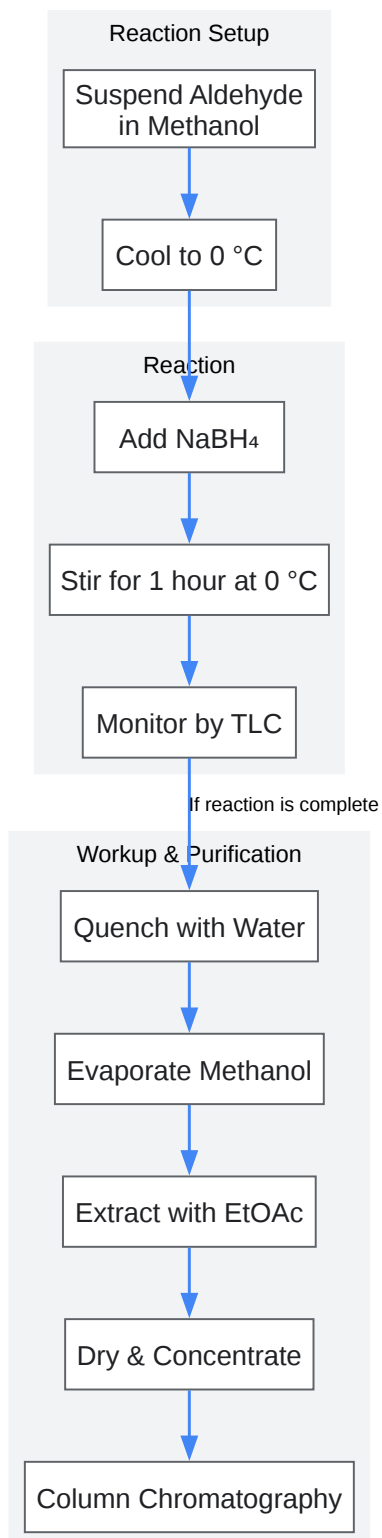 Reaction Setup
Suspend Aldehyde
in Methanol
Cool to 0 °C
Reaction
Add NaBH₄
Stir for 1 hour at 0 °C
Monitor by TLC
If reaction is complete
Workup & Purification
Quench with Water
Evaporate Methanol
Extract with EtOAc
Dry & Concentrate
Column Chromatography